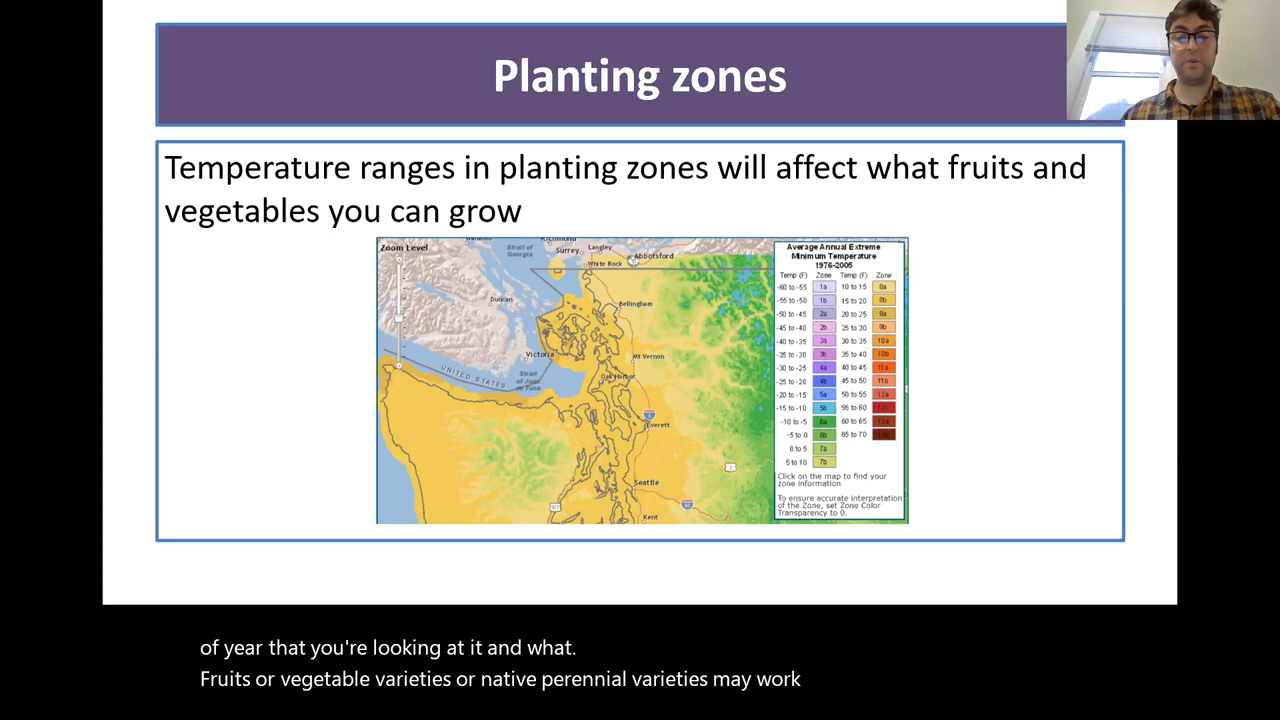 Planting zones
Temperature ranges in planting zones will affect what fruits and
vegetables you can grow
Zoom Level
Strait of
Georgia
Richmond
Surrey
Langley
Abbotsford
White Rock
Duncan
Bellingham
Victoria
Mt Vernon
UNITED STATES
Strait of
Juan
de Fuca
Oak Harbor
5
Everett
2
Seattle
101
Kent
Average Annual Extreme
Minimum Temperature
1976-2005
Temp (F) Zone Temp (F) Zone
-60 to -55 1a 10 to 15 8a
-55 to -50 1b 15 to 20 8b
-50 to -45 2a 20 to 25 9a
-45 to -40 2b 25 to 30 9b
-40 to -35 3a 30 to 35 10a
-35 to -30 3b 35 to 40 10b
-30 to -25 4a 40 to 45 11a
-25 to -20 4b 45 to 50 11b
-20 to -15 5a 50 to 55 12a
-15 to -10 5b 55 to 60
-10 to -5 6a 60 to 65 13a
-5 to 0 6b 65 to 70
0 to 5 7a
5 to 10 7b
Click on the map to find your
zone information
To ensure accurate interpretation
of the Zone, set Zone Color
Transparency to 0.
of year that you're looking at it and what.
Fruits or vegetable varieties or native perennial varieties may work